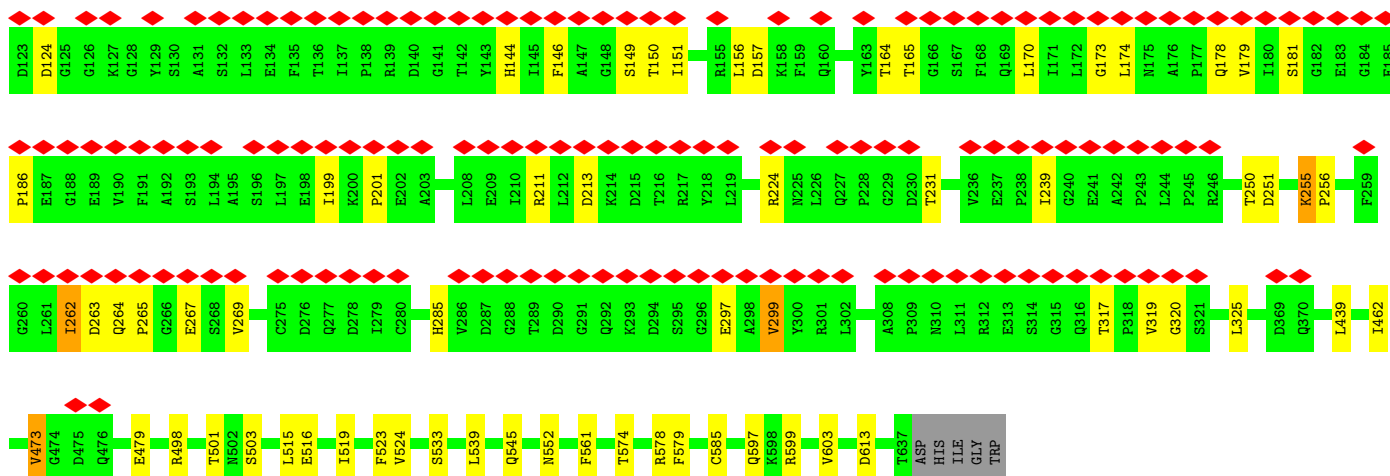 D123 D124 G125 G126 K127 G128 Y129 S130 A131 S132 L133 E134 F135 T136 I137 P138 R139 D140 G141 T142 Y143 H144 I145 F146 A147 G148 S149 T150 I151 R155 L156 D157 K158 F159 Q160 Y163 T164 T165 G166 S167 F168 Q169 L170 I171 L172 G173 L174 N175 A176 P177 Q178 V179 I180 S181 G182 E183 G184
P186 E187 G188 E189 V190 F191 A192 S193 L194 A195 S196 L197 E198 I199 K200 P201 E202 A203 L208 E209 I210 R211 L212 D213 K214 D215 T216 R217 Y218 L219 R224 N225 L226 Q227 P228 G229 D230 T231 V236 E237 P238 I239 G240 E241 A242 P243 L244 P245 R246 T250 D251 K255 P256 F259
G260 L261 I262 D263 Q264 P265 G266 E267 S268 V269 C275 D276 Q277 D278 I279 C280 H285 V286 D287 G288 T289 D290 G291 Q292 K293 D294 S295 G296 E297 A298 V299 Y300 R301 L302 A308 P309 N310 L311 R312 E313 S314 G315 Q316 T317 P318 V319 G320 S321 L325 D369 Q370 L439 I462
V473 G474 D475 Q476 E479 R498 T501 N502 S503 L515 E516 I519 F523 V524 S533 L539 Q545 N552 F561 T574 R578 F579 C585 Q597 K598 R599 V603 D613 T637 ASP HIS ILE GLY TRP